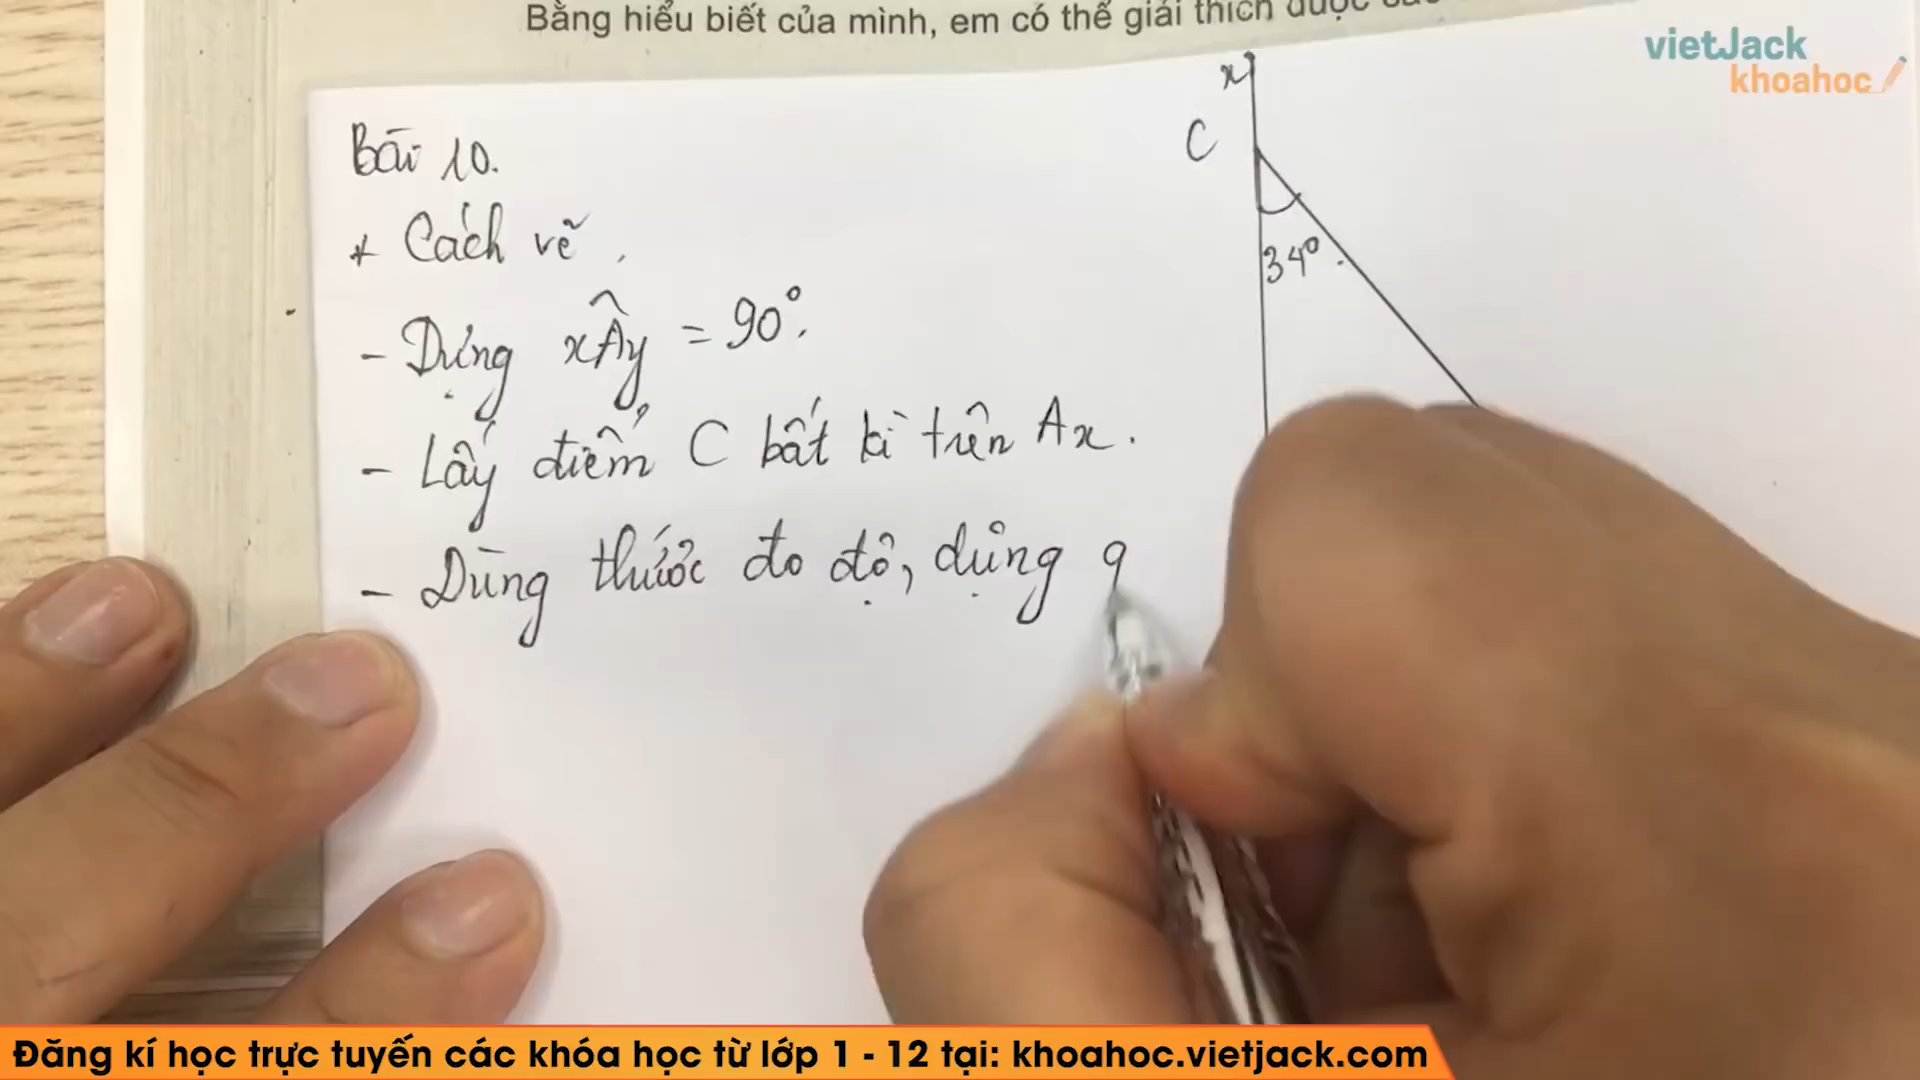 Bằng hiểu biết của mình, em có thể giải thích được
vietJack
khoahoc
x
C
34°
Bài 10.
+ Cách vẽ.
- Dựng xÂy = 90°.
- Lấy điểm C bất kì trên Ax.
- Dùng thước đo độ, dựng g
Đăng kí học trực tuyến các khóa học từ lớp 1 - 12 tại: khoahoc.vietjack.com